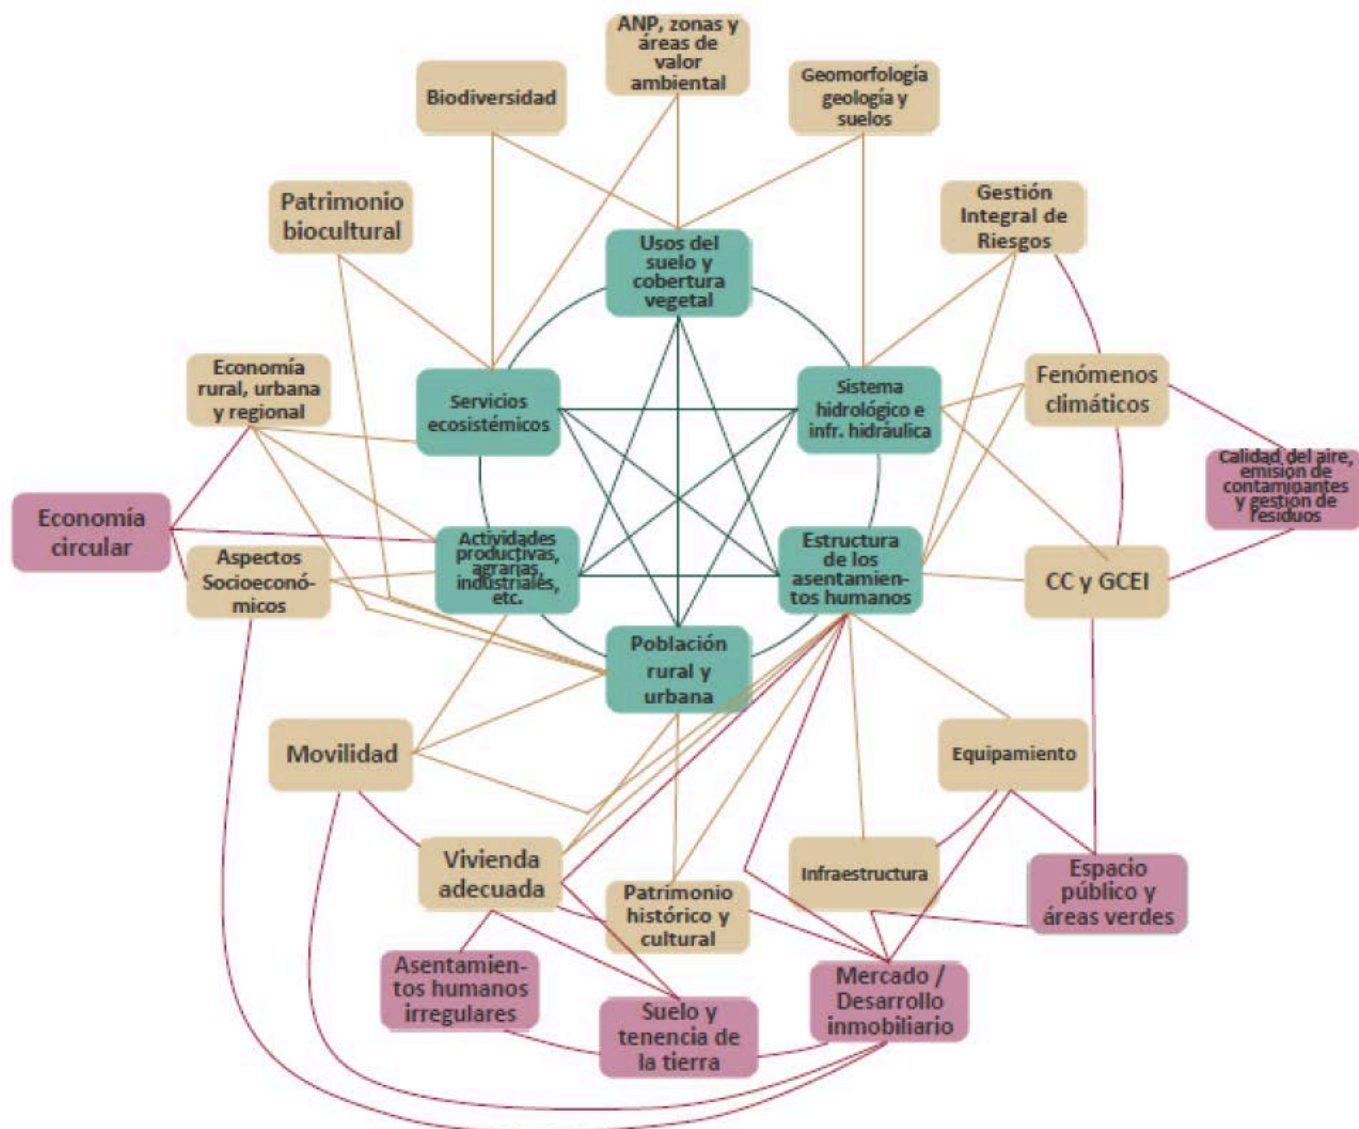 ANP, zonas y
áreas de
valor
ambiental
Biodiversidad
Geomorfología
geología y
suelos
Patrimonio
biocultural
Gestión
Integral de
Riesgos
Usos del
suelo y
cobertura
vegetal
Economía
rural, urbana
y regional
Servicios
ecosistémicos
Sistema
hidrológico e
infr. hidráulica
Fenómenos
climáticos
Calidad del aire,
emisión de
contaminantes
y gestión de
residuos
Economía
circular
Aspectos
Socioeconó-
micos
Actividades
productivas,
agrarias,
industriales,
etc.
Estructura
de los
asentamien-
tos humanos
CC y GCEI
Población
rural y
urbana
Movilidad
Equipamiento
Vivienda
adecuada
Patrimonio
histórico y
cultural
Infraestructura
Espacio
público y
áreas verdes
Asentamien-
tos humanos
irregulares
Suelo y
tenencia de
la tierra
Mercado /
Desarrollo
inmobiliario